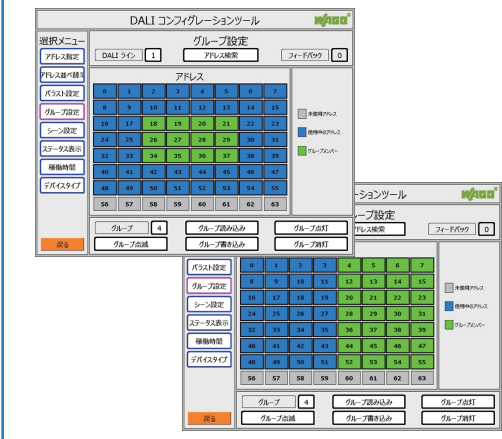 DALI コンフィグレーションツール
WAGO
選択メニュー
グループ設定
アドレス指定
DALI ライン 1 アドレス検索 フィードバック 0
アドレス並べ替え
アドレス
バラスト設定
0 1 2 3 4 5 6 7
グループ設定
8 9 10 11 12 13 14 15
未使用アドレス
シーン設定
16 17 18 19 20 21 22 23
使用中のアドレス
ステータス表示
24 25 26 27 28 29 30 31
グループメンバー
稼働時間
32 33 34 35 36 37 38 39
デバイスタイプ
40 41 42 43 44 45 46 47
48 49 50 51 52 53 54 55
56 57 58 59 60 61 62 63
グループ 4 グループ読み込み グループ点灯
戻る
グループ点滅 グループ書き込み グループ消灯
ーションツール
WAGO
ープ設定
ドレス検索 フィードバック 0
バラスト設定
0 1 2 3 4 5 6 7
グループ設定
8 9 10 11 12 13 14 15
未使用アドレス
シーン設定
16 17 18 19 20 21 22 23
使用中のアドレス
ステータス表示
24 25 26 27 28 29 30 31
グループメンバー
稼働時間
32 33 34 35 36 37 38 39
デバイスタイプ
40 41 42 43 44 45 46 47
48 49 50 51 52 53 54 55
56 57 58 59 60 61 62 63
グループ 4 グループ読み込み グループ点灯
戻る
グループ点滅 グループ書き込み グループ消灯